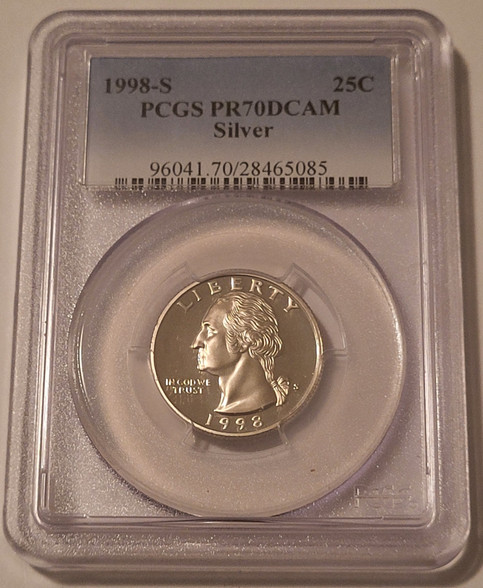 1998-S 25C
PCGS PR70DCAM
Silver
96041.70/28465085
LIBERTY
IN GOD WE
TRUST
S
1998